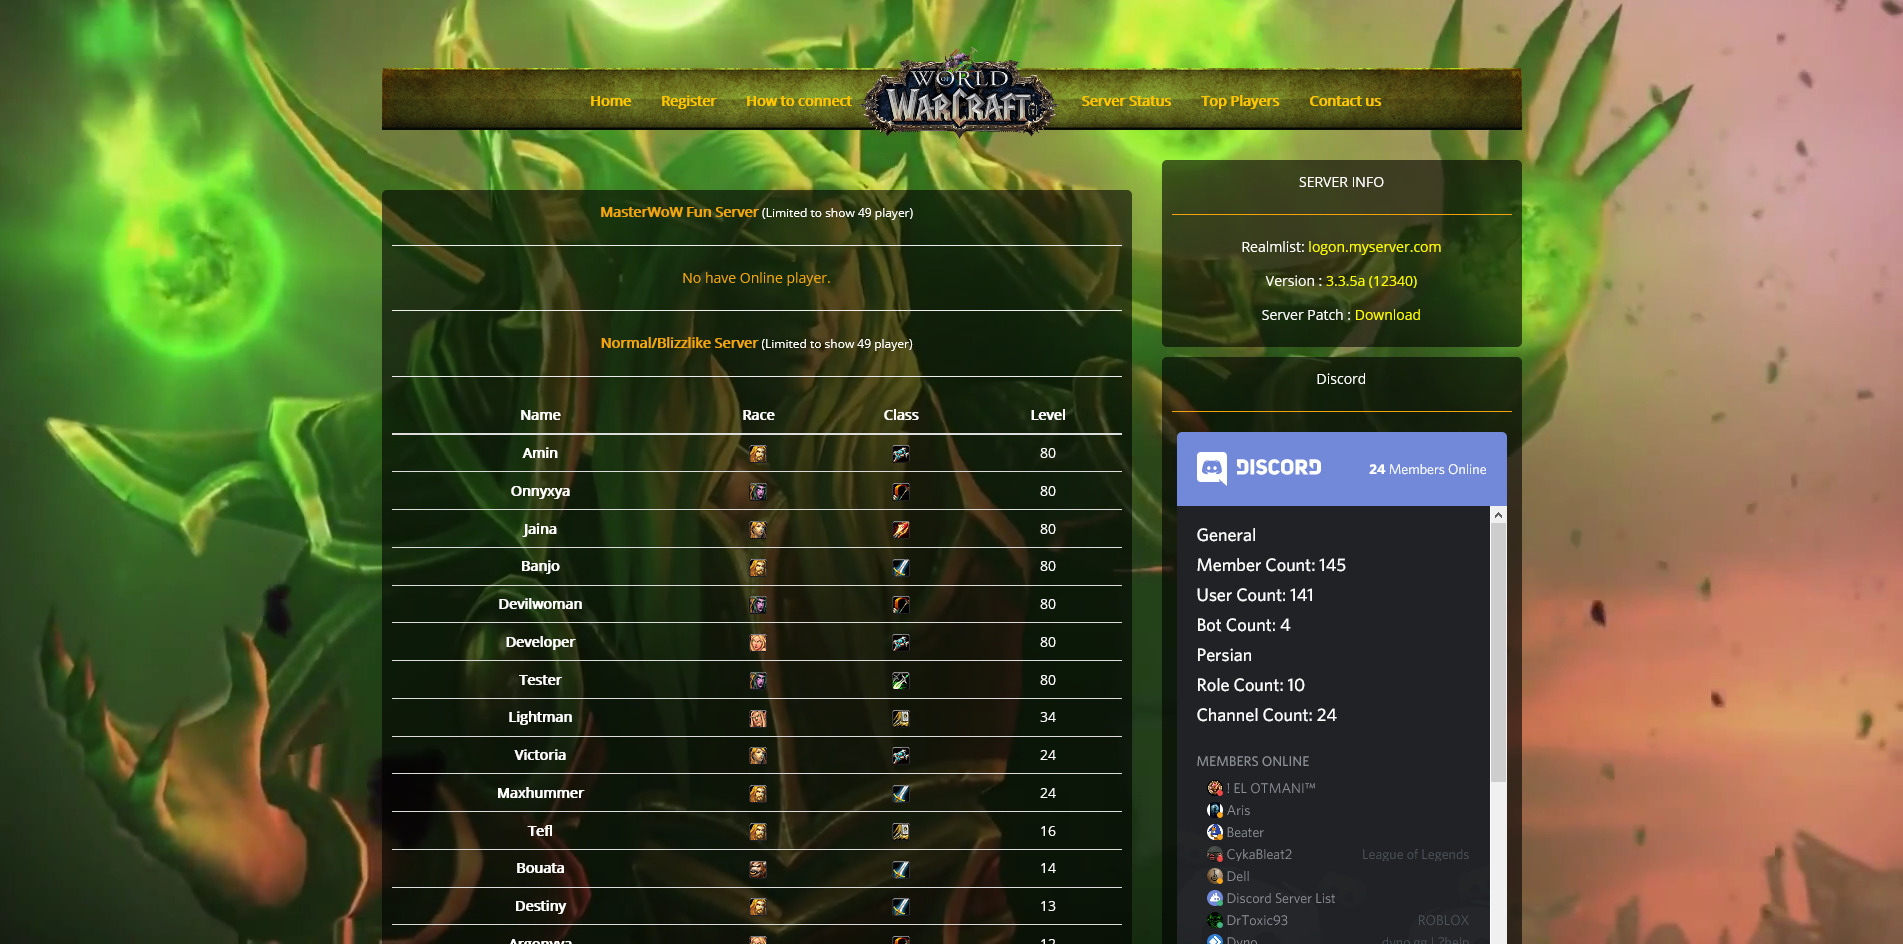 Home Register How to connect WORLD OF WARCRAFT Server Status Top Players Contact us
MasterWoW Fun Server (Limited to show 49 player)
No have Online player.
Normal/Blizzlike Server (Limited to show 49 player)
Name Race Class Level
Amin 80
Onnyxya 80
Jaina 80
Banjo 80
Devilwoman 80
Developer 80
Tester 80
Lightman 34
Victoria 24
Maxhummer 24
Tefl 16
Bouata 14
Destiny 13
SERVER INFO
Realmlist: logon.myserver.com
Version : 3.3.5a (12340)
Server Patch : Download
Discord
DISCORD 24 Members Online
General
Member Count: 145
User Count: 141
Bot Count: 4
Persian
Role Count: 10
Channel Count: 24
MEMBERS ONLINE
! EL OTMANI™
Aris
Beater
CykaBleat2 League of Legends
Dell
Discord Server List
DrToxic93 ROBLOX
Dyno dyno.gg | ?help